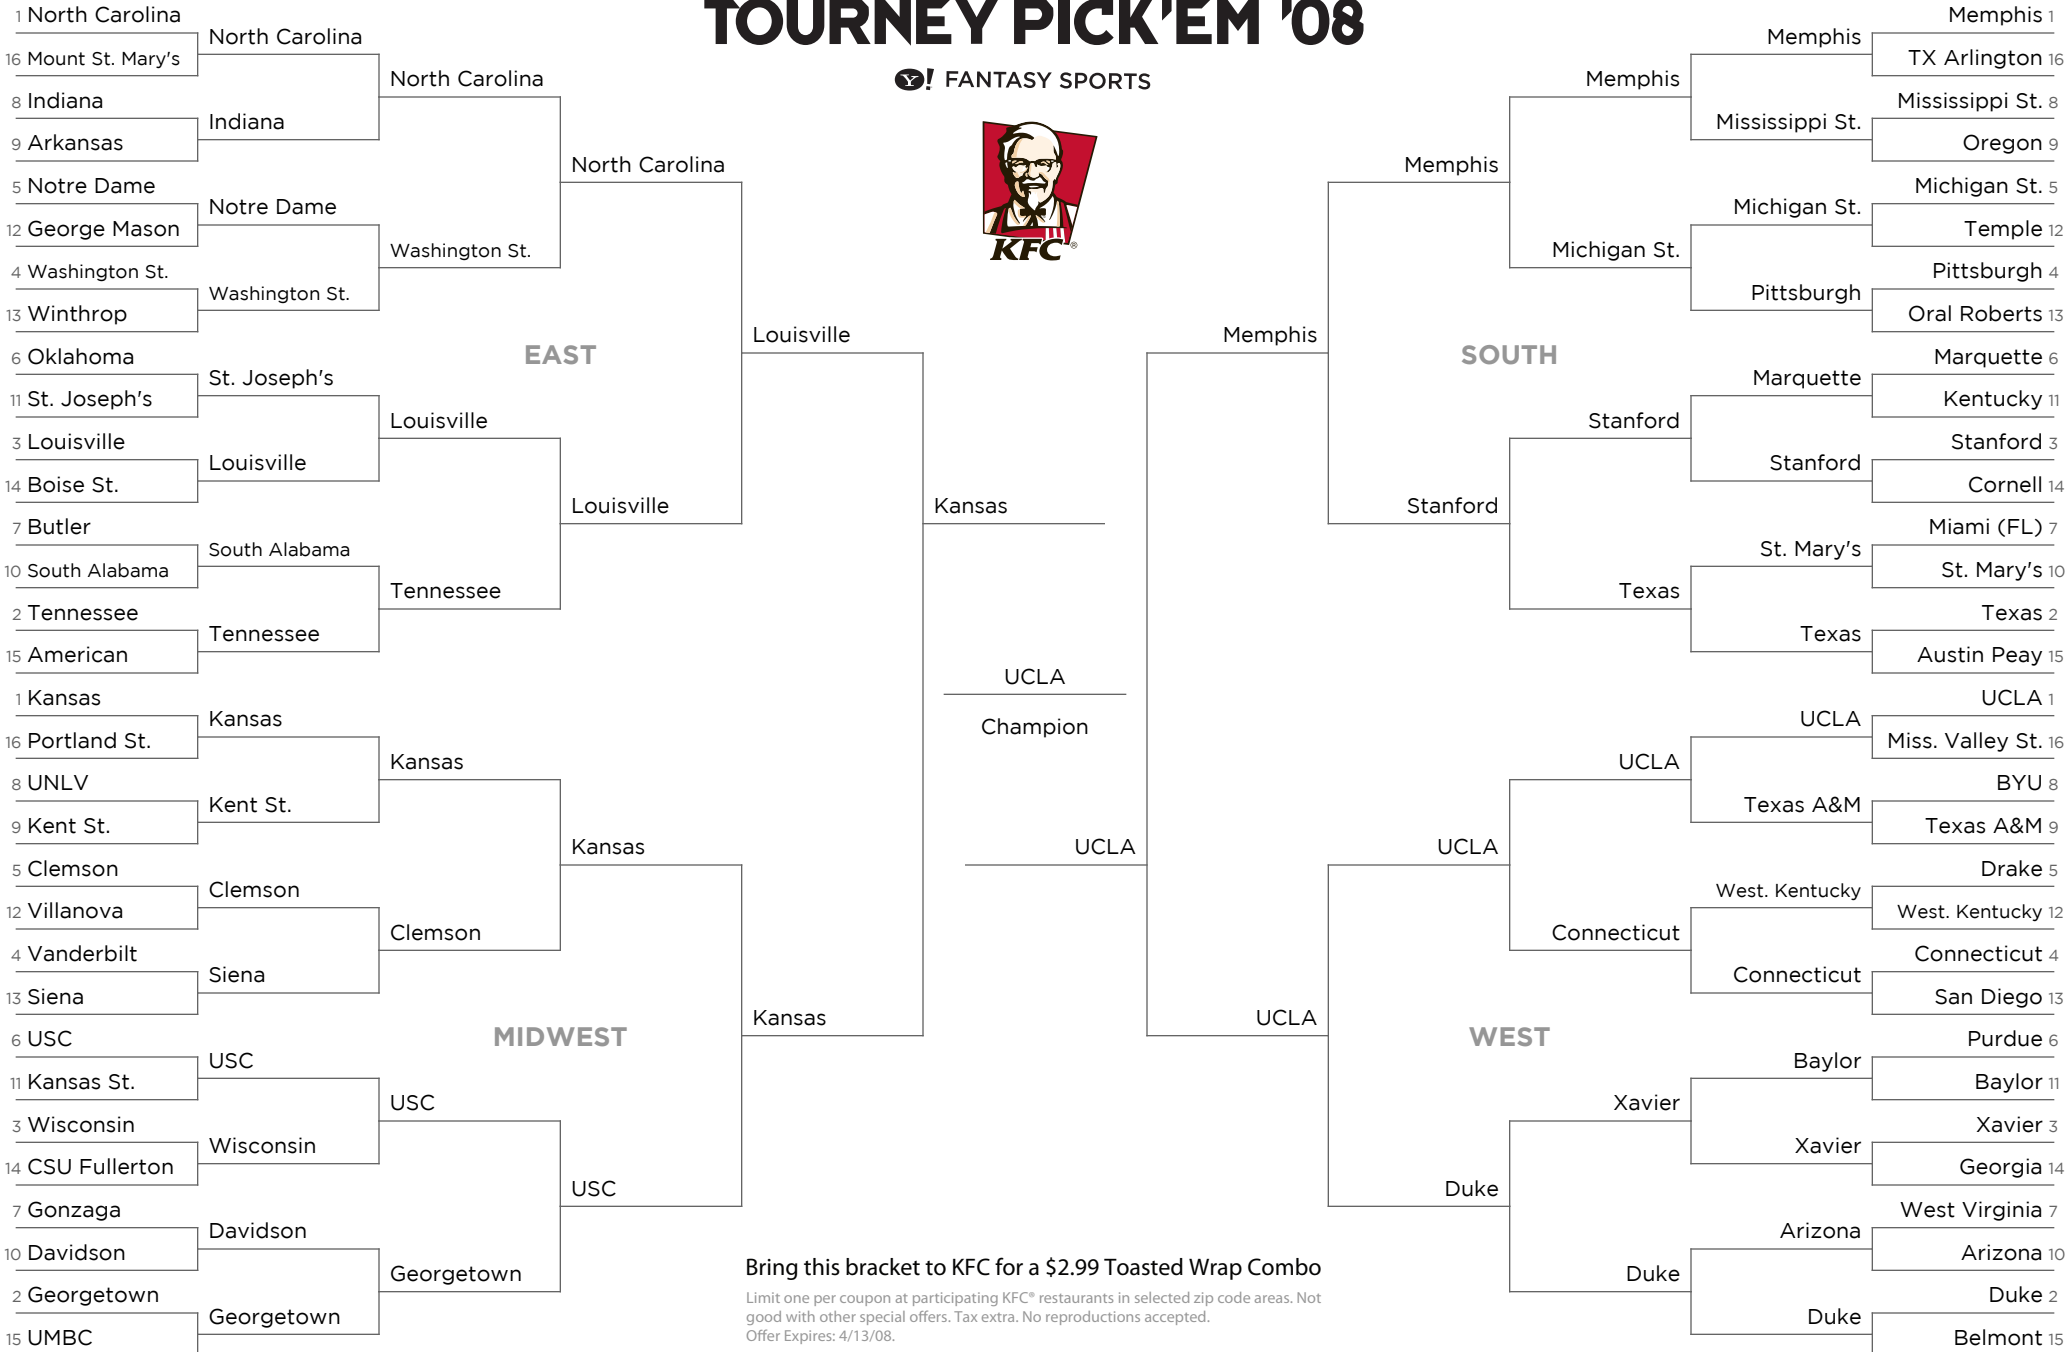 TOURNEY PICK'EM '08
Y! FANTASY SPORTS
KFC®
1 North Carolina
16 Mount St. Mary's
8 Indiana
9 Arkansas
5 Notre Dame
12 George Mason
4 Washington St.
13 Winthrop
6 Oklahoma
11 St. Joseph's
3 Louisville
14 Boise St.
7 Butler
10 South Alabama
2 Tennessee
15 American
1 Kansas
16 Portland St.
8 UNLV
9 Kent St.
5 Clemson
12 Villanova
4 Vanderbilt
13 Siena
6 USC
11 Kansas St.
3 Wisconsin
14 CSU Fullerton
7 Gonzaga
10 Davidson
2 Georgetown
15 UMBC
North Carolina
Indiana
Notre Dame
Washington St.
St. Joseph's
Louisville
South Alabama
Tennessee
Kansas
Kent St.
Clemson
Siena
USC
Wisconsin
Davidson
Georgetown
North Carolina
Washington St.
Louisville
Tennessee
Kansas
Clemson
USC
Georgetown
EAST
MIDWEST
North Carolina
Louisville
Kansas
USC
Louisville
Kansas
Kansas
UCLA
Champion
UCLA
Memphis
UCLA
Memphis
Stanford
UCLA
Duke
SOUTH
WEST
Memphis
Michigan St.
Stanford
Texas
UCLA
Connecticut
Xavier
Duke
Memphis
Mississippi St.
Michigan St.
Pittsburgh
Marquette
Stanford
St. Mary's
Texas
UCLA
Texas A&M
West. Kentucky
Connecticut
Baylor
Xavier
Arizona
Duke
Memphis 1
TX Arlington 16
Mississippi St. 8
Oregon 9
Michigan St. 5
Temple 12
Pittsburgh 4
Oral Roberts 13
Marquette 6
Kentucky 11
Stanford 3
Cornell 14
Miami (FL) 7
St. Mary's 10
Texas 2
Austin Peay 15
UCLA 1
Miss. Valley St. 16
BYU 8
Texas A&M 9
Drake 5
West. Kentucky 12
Connecticut 4
San Diego 13
Purdue 6
Baylor 11
Xavier 3
Georgia 14
West Virginia 7
Arizona 10
Duke 2
Belmont 15
Bring this bracket to KFC for a $2.99 Toasted Wrap Combo
Limit one per coupon at participating KFC® restaurants in selected zip code areas. Not
good with other special offers. Tax extra. No reproductions accepted.
Offer Expires: 4/13/08.